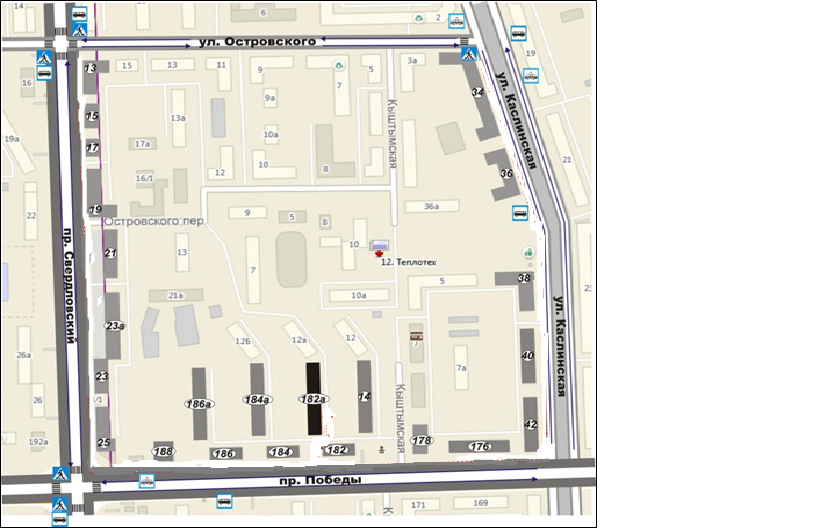 14
6
2
ул. Островского
13
15
13
11
9
5
3а
19
16
34
ул. Каслинская
15
13а
9а
7
Кыштымская
19а
17
17а
10а
8
21
16/1
12
10
36
22
19
Островского пер.
9
5
8
36а
пр. Свердловский
21
13
7
10
12. Теплотех
5
38
21а
10а
23а
ул. Каслинская
126
12а
12
7
7а
40
26а
23
186а
184а
182а
14
Кыштымская
26
42
192а
25
188
186
184
182
178
176
пр. Победы
171
169